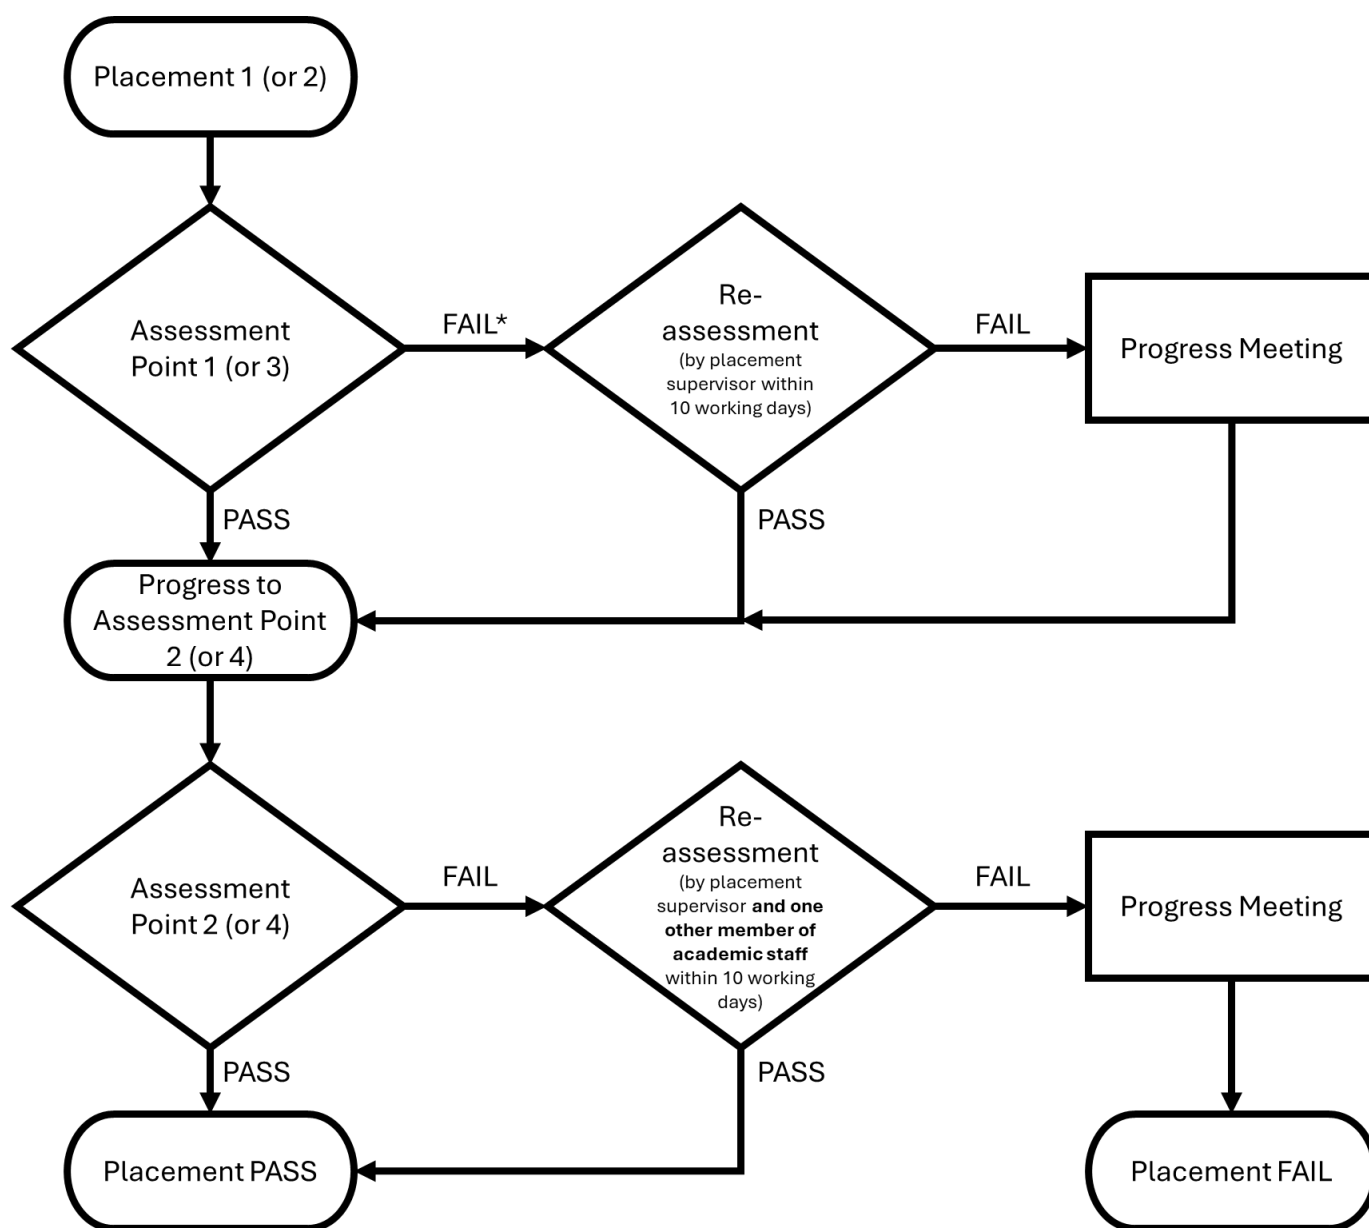 Placement 1 (or 2)
Assessment
Point 1 (or 3)
FAIL*
Re-
assessment
(by placement
supervisor within
10 working days)
FAIL
Progress Meeting
PASS
PASS
Progress to
Assessment Point
2 (or 4)
Assessment
Point 2 (or 4)
FAIL
Re-
assessment
(by placement
supervisor and one
other member of
academic staff
within 10 working
days)
FAIL
Progress Meeting
PASS
PASS
Placement PASS
Placement FAIL